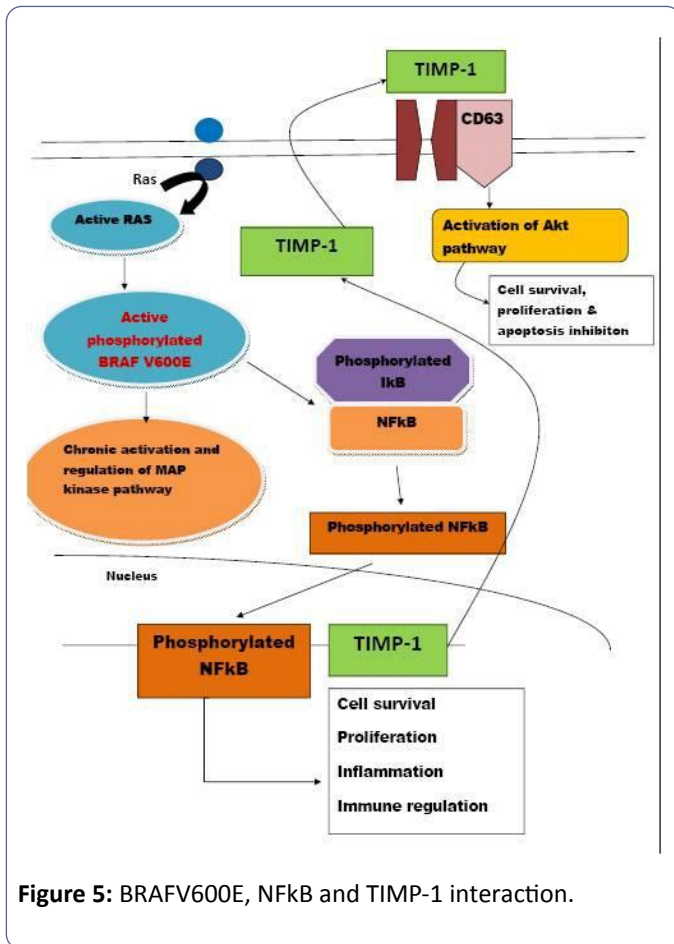 TIMP-1
CD63
Ras
Active RAS
TIMP-1
Activation of Akt
pathway
Cell survival,
proliferation &
apoptosis inhibiton
Active
phosphorylated
BRAF V600E
Phosphorylated
IkB
NFkB
Chronic activation and
regulation of MAP
kinase pathway
Phosphorylated NFkB
Nucleus
Phosphorylated
NFkB
TIMP-1
Cell survival
Proliferation
Inflammation
Immune regulation
Figure 5: BRAFV600E, NFkB and TIMP-1 interaction.